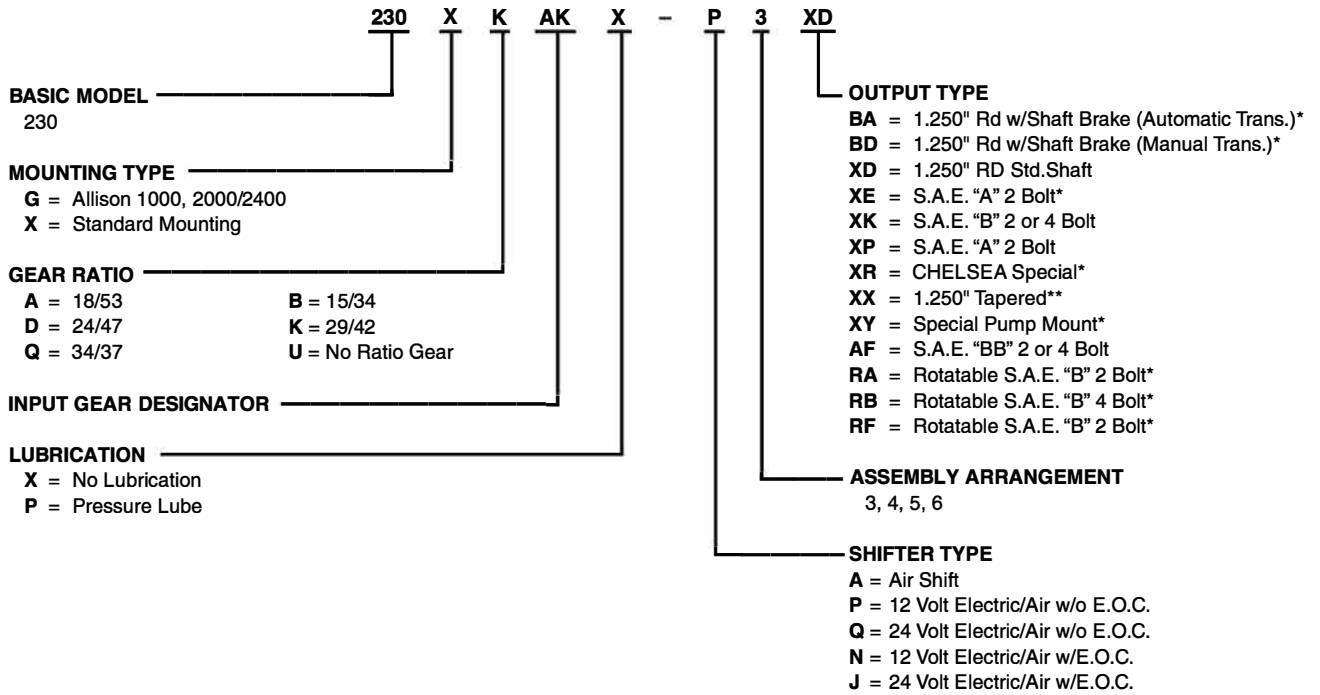 230 X K AK X – P 3 XD
BASIC MODEL
230
MOUNTING TYPE
G = Allison 1000, 2000/2400
X = Standard Mounting
GEAR RATIO
A = 18/53 B = 15/34
D = 24/47 K = 29/42
Q = 34/37 U = No Ratio Gear
INPUT GEAR DESIGNATOR
LUBRICATION
X = No Lubrication
P = Pressure Lube
OUTPUT TYPE
BA = 1.250" Rd w/Shaft Brake (Automatic Trans.)*
BD = 1.250" Rd w/Shaft Brake (Manual Trans.)*
XD = 1.250" RD Std.Shaft
XE = S.A.E. “A” 2 Bolt*
XK = S.A.E. “B” 2 or 4 Bolt
XP = S.A.E. “A” 2 Bolt
XR = CHELSEA Special*
XX = 1.250" Tapered**
XY = Special Pump Mount*
AF = S.A.E. “BB” 2 or 4 Bolt
RA = Rotatable S.A.E. “B” 2 Bolt*
RB = Rotatable S.A.E. “B” 4 Bolt*
RF = Rotatable S.A.E. “B” 2 Bolt*
ASSEMBLY ARRANGEMENT
3, 4, 5, 6
SHIFTER TYPE
A = Air Shift
P = 12 Volt Electric/Air w/o E.O.C.
Q = 24 Volt Electric/Air w/o E.O.C.
N = 12 Volt Electric/Air w/E.O.C.
J = 24 Volt Electric/Air w/E.O.C.